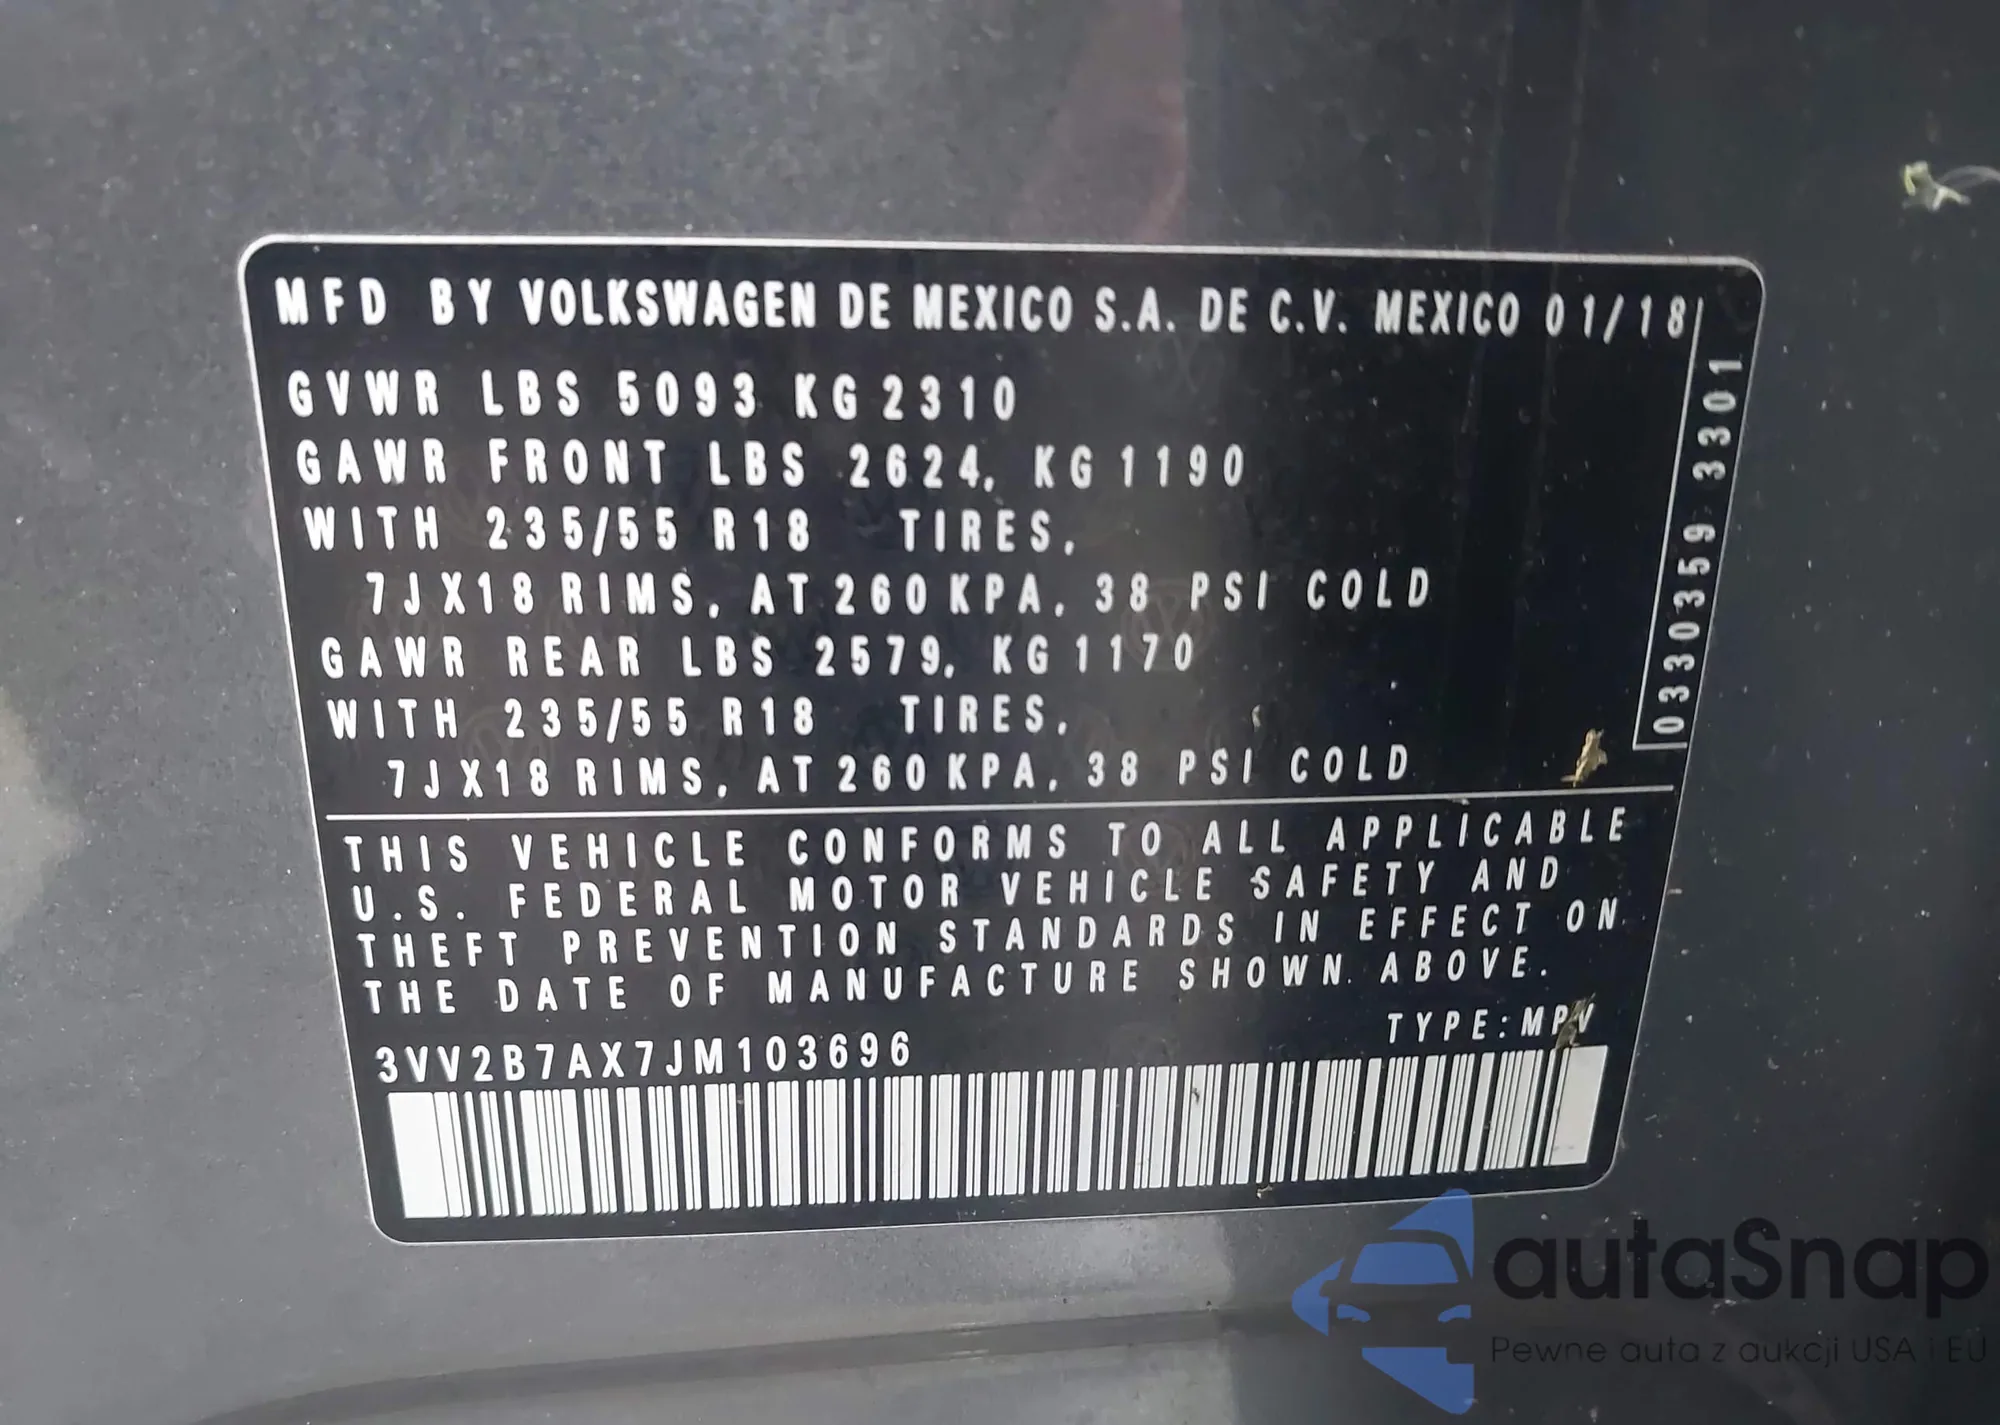 MFD BY VOLKSWAGEN DE MEXICO S.A. DE C.V. MEXICO 01/18
GVWR LBS 5093 KG 2310
GAWR FRONT LBS 2624, KG 1190
WITH 235/55 R18 TIRES,
7JX18 RIMS, AT 260 KPA, 38 PSI COLD
GAWR REAR LBS 2579, KG 1170
WITH 235/55 R18 TIRES,
7JX18 RIMS, AT 260 KPA, 38 PSI COLD
0330359 3301
THIS VEHICLE CONFORMS TO ALL APPLICABLE
U.S. FEDERAL MOTOR VEHICLE SAFETY AND
THEFT PREVENTION STANDARDS IN EFFECT ON
THE DATE OF MANUFACTURE SHOWN ABOVE.
TYPE: MPV
3VV2B7AX7JM103696
autaSnap
Pewne auta z aukcji USA i EU